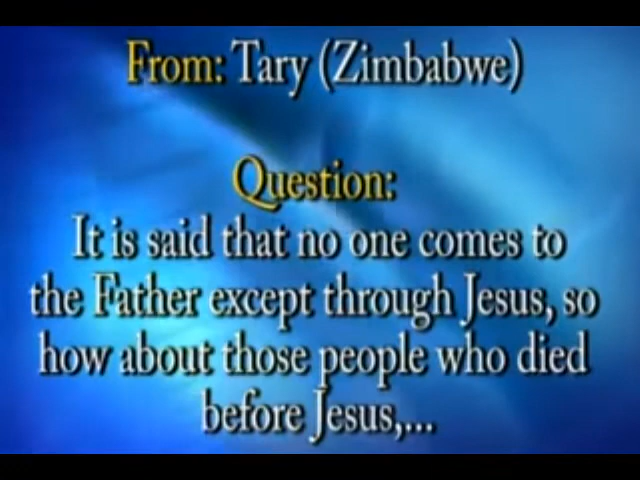 From: Tary (Zimbabwe)
Question:
It is said that no one comes to
the Father except through Jesus, so
how about those people who died
before Jesus,...